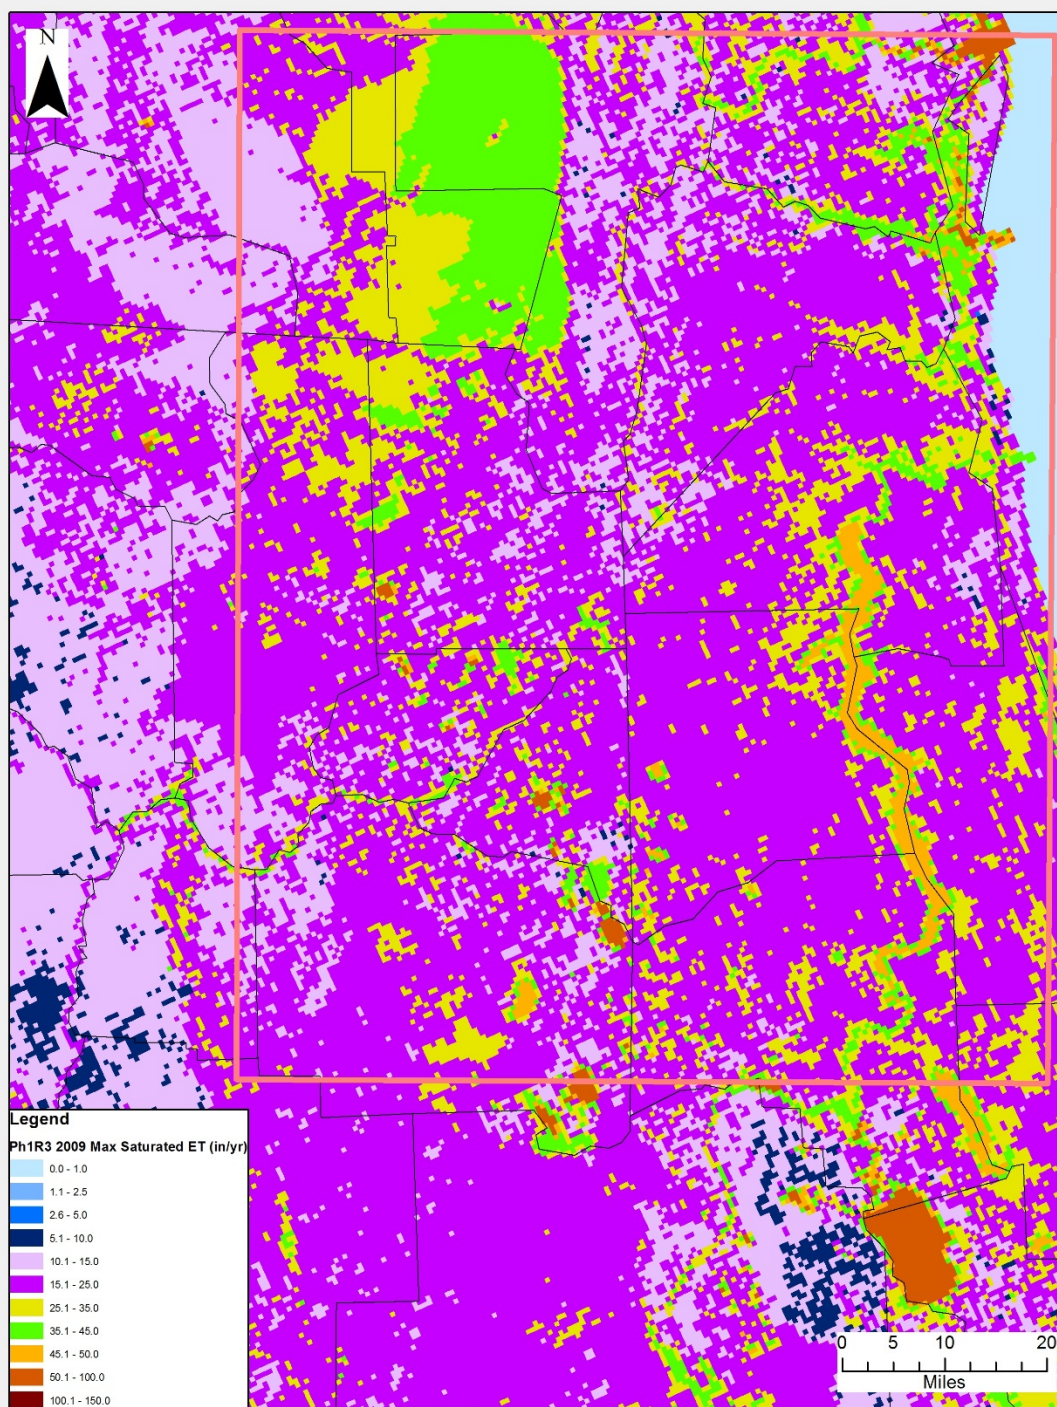 N
Legend
Ph1R3 2009 Max Saturated ET (in/yr)
0.0 - 1.0
1.1 - 2.5
2.6 - 5.0
5.1 - 10.0
10.1 - 15.0
15.1 - 25.0
25.1 - 35.0
35.1 - 45.0
45.1 - 50.0
50.1 - 100.0
100.1 - 150.0
0 5 10 20
Miles